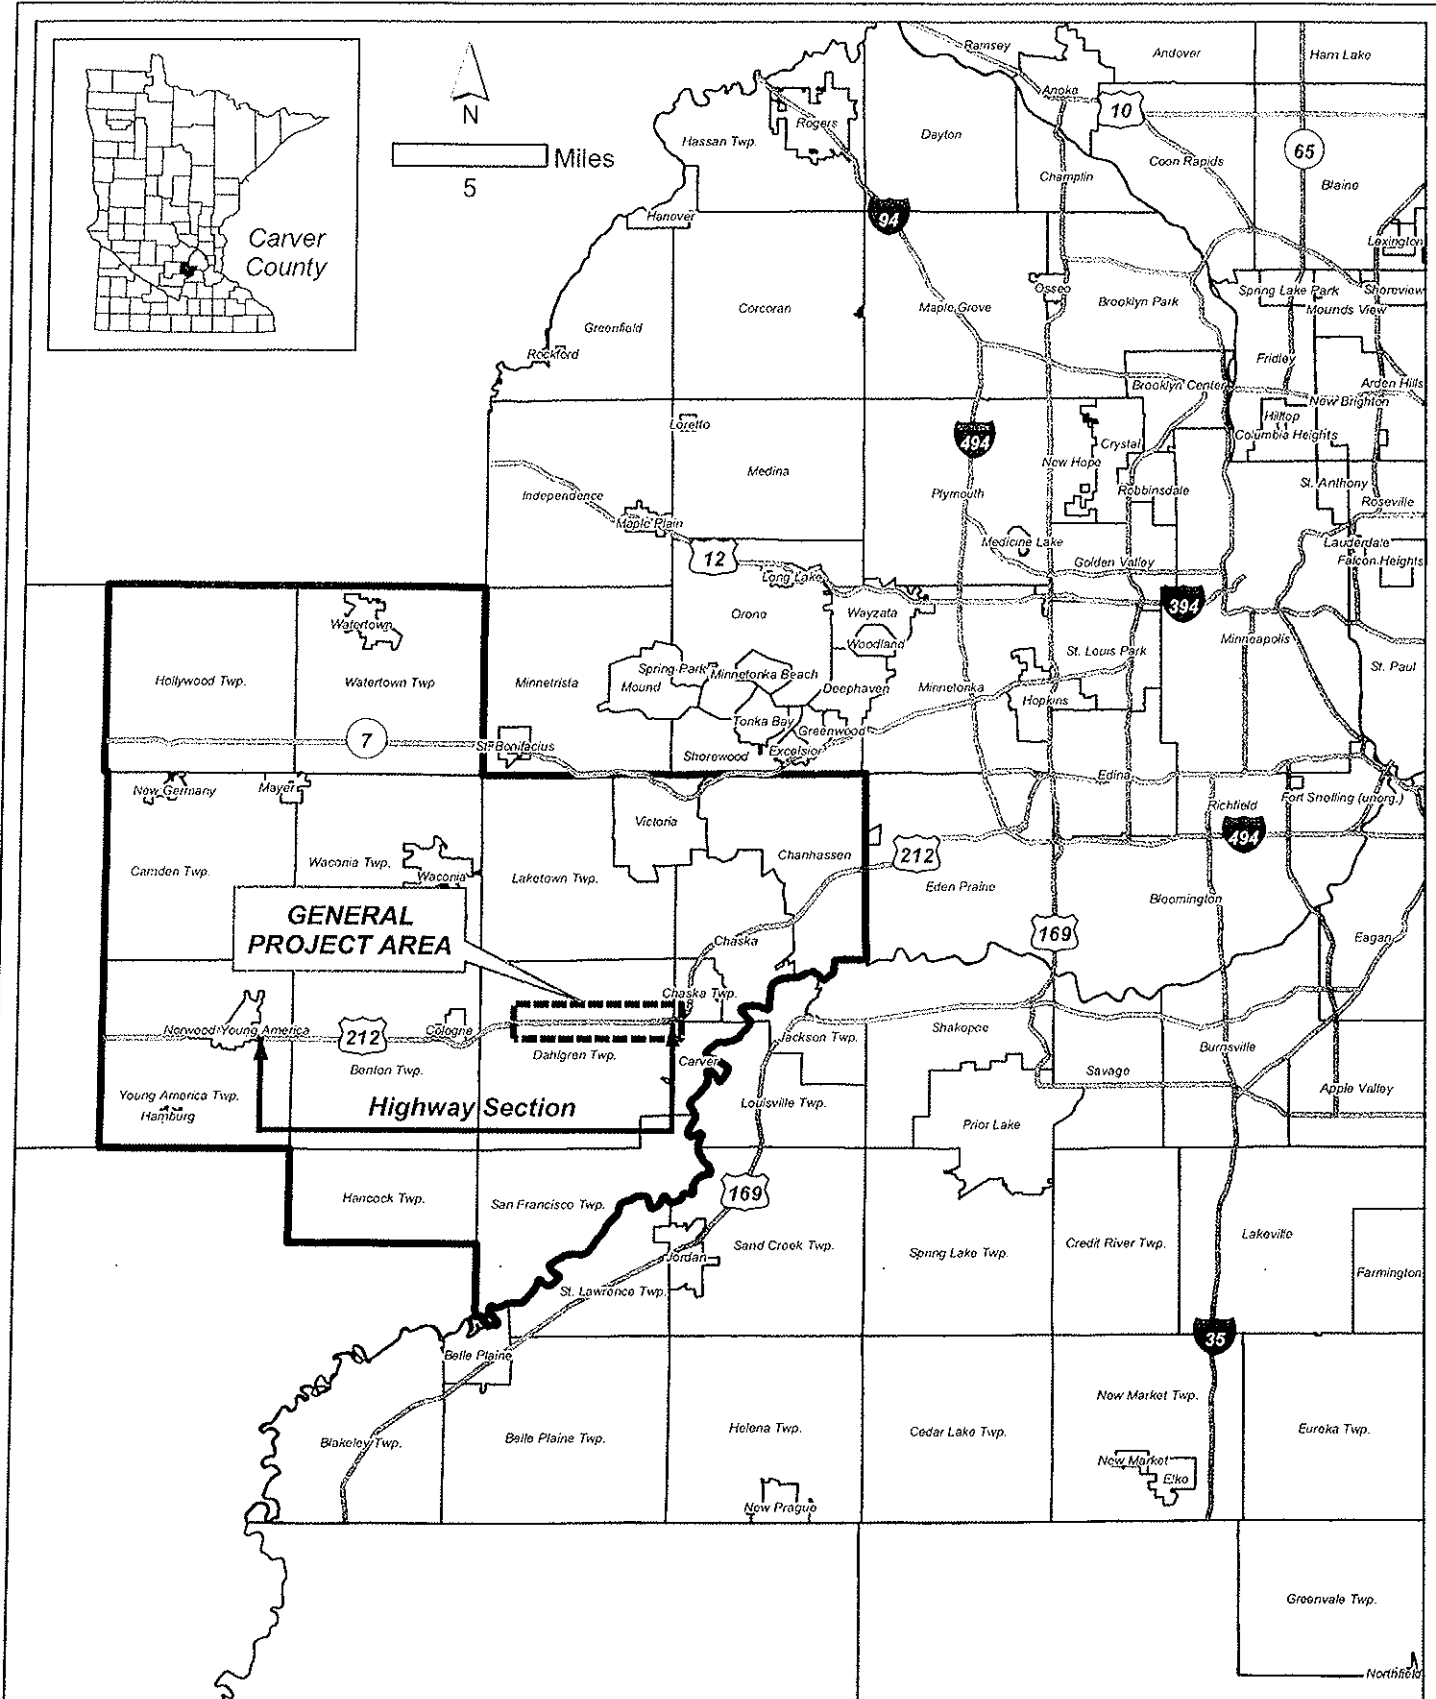 Carver
County
N
Miles
5
Ramsey
Andover
Ham Lake
Anoka
10
Rogers
Hassan Twp.
Dayton
65
Coon Rapids
Champlin
Blaine
Hanover
94
Lexington
Osseo
Spring Lake Park
Shoreview
Corcoran
Maple Grove
Brooklyn Park
Mounds View
Greenfield
Rockford
Fridley
Brooklyn Center
Arden Hills
New Brighton
Loretto
Hilltop
Columbia Heights
494
Crystal
New Hope
Medina
Independence
Plymouth
Robbinsdale
St. Anthony
Roseville
Maple Plain
Medicine Lake
Lauderdale
12
Golden Valley
Falcon Heights
Long Lake
394
Orono
Wayzata
Watertown
Woodland
Minneapolis
St. Louis Park
St. Paul
Hollywood Twp.
Watertown Twp
Minnetrista
Spring Park
Mound
Minnetonka Beach
Deephaven
Minnetonka
Hopkins
Tonka Bay
Greenwood
7
St. Bonifacius
Shorewood
Excelsior
Edina
New Germany
Mayer
Fort Snelling (unorg.)
Richfield
Victoria
494
212
Chanhassen
Camden Twp.
Waconia Twp.
Waconia
Laketown Twp.
Eden Praine
Bloomington
GENERAL
PROJECT AREA
169
Chaska
Eagan
Chaska Twp.
Norwood Young America
212
Cologne
Dahlgren Twp.
Jackson Twp.
Shakopee
Burnsville
Benton Twp.
Carver
Savage
Apple Valley
Young America Twp.
Hamburg
Highway Section
Louisville Twp.
Prior Lake
Hancock Twp.
San Francisco Twp.
169
Jordan
Sand Creek Twp.
Spring Lake Twp.
Credit River Twp.
Lakeville
Farmington
St. Lawrence Twp.
35
Belle Plaine
New Market Twp.
Blakeley Twp.
Belle Plaine Twp.
Helena Twp.
Cedar Lake Twp.
Eureka Twp.
New Market
Elko
New Prague
Greenvale Twp.
Northfield